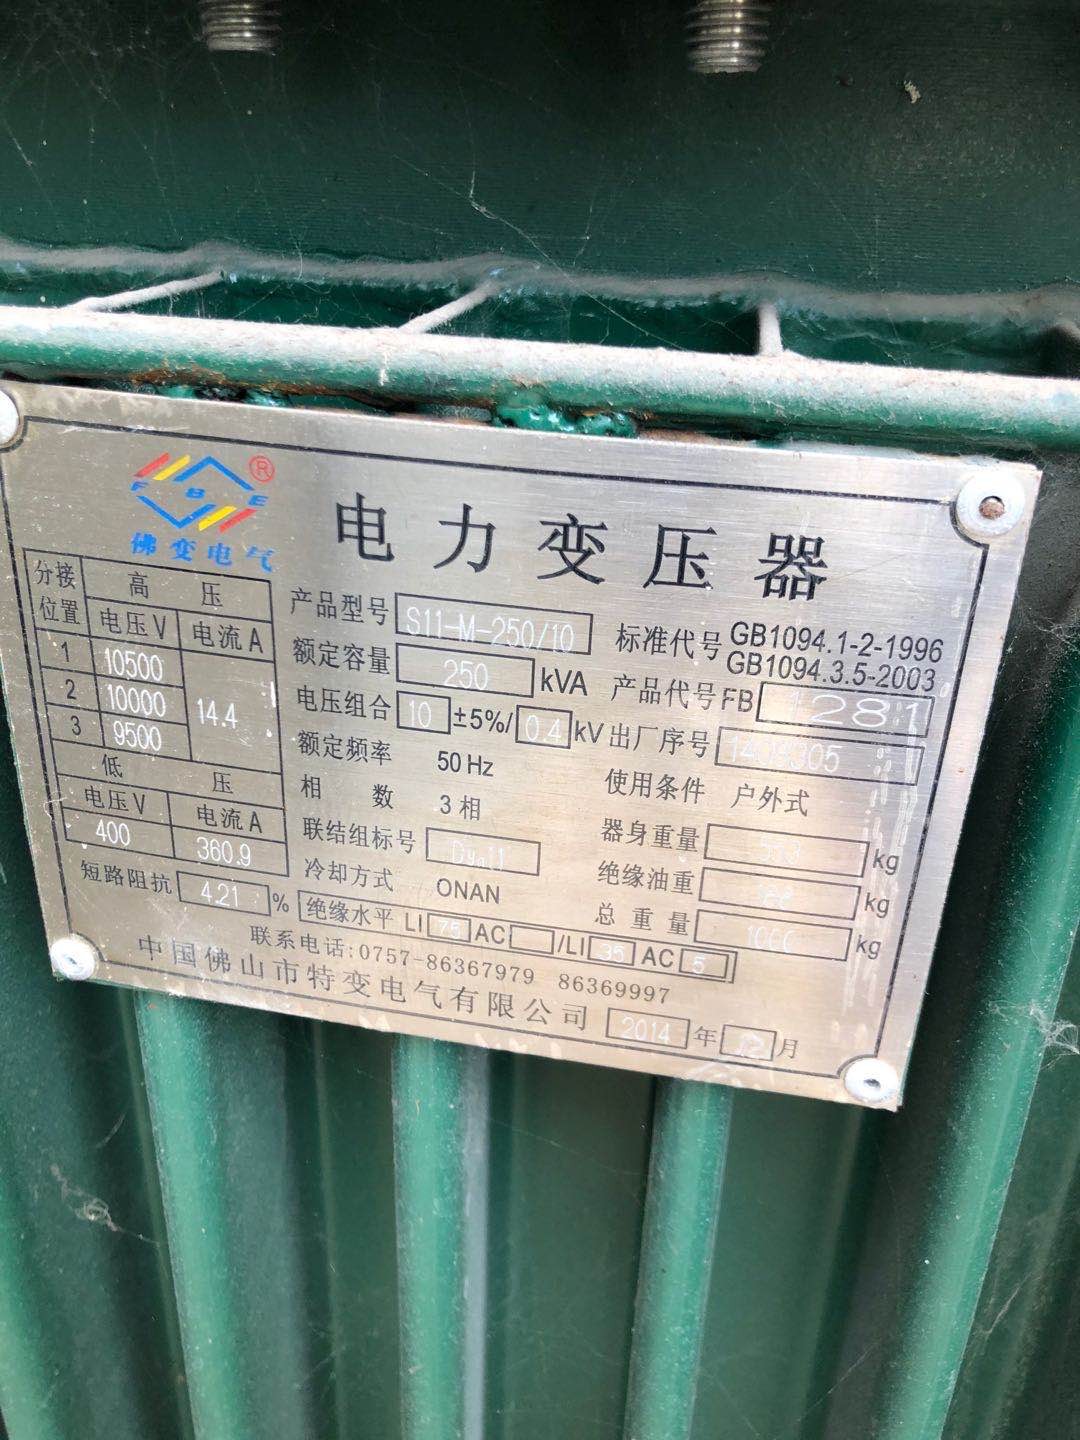 F B E ®
佛变电气
电力变压器
分接位置 高压
电压V 电流A
1 10500
2 10000 14.4
3 9500
低压
电压V 电流A
400 360.9
短路阻抗 4.21 %
产品型号 S11-M-250/10
额定容量 250 kVA
电压组合 10 ±5%/ 0.4 kV
额定频率 50Hz
相数 3相
联结组标号
冷却方式 ONAN
绝缘水平 LI 75 AC /LI 35 AC 5
标准代号 GB1094.1-2-1996
GB1094.3.5-2003
产品代号FB 1281
出厂序号
使用条件 户外式
器身重量 kg
绝缘油重 kg
总重量 kg
联系电话:0757-86367979 86369997
中国佛山市特变电气有限公司 2014 年 月